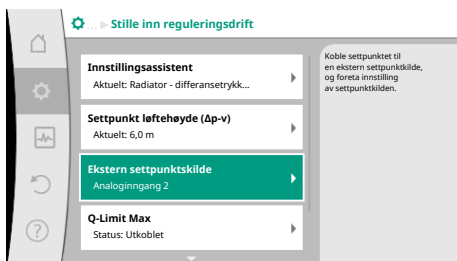 Stille inn reguleringsdrift
Innstillingsassistent
Aktuelt: Radiator - differansetrykk...
Settpunkt løftehøyde (Δp-v)
Aktuelt: 6,0 m
Ekstern settpunktskilde
Analoginngang 2
Q-Limit Max
Status: Utkoblet
Koble settpunktet til
en ekstern settpunktkilde,
og foreta innstilling
av settpunktkilden.